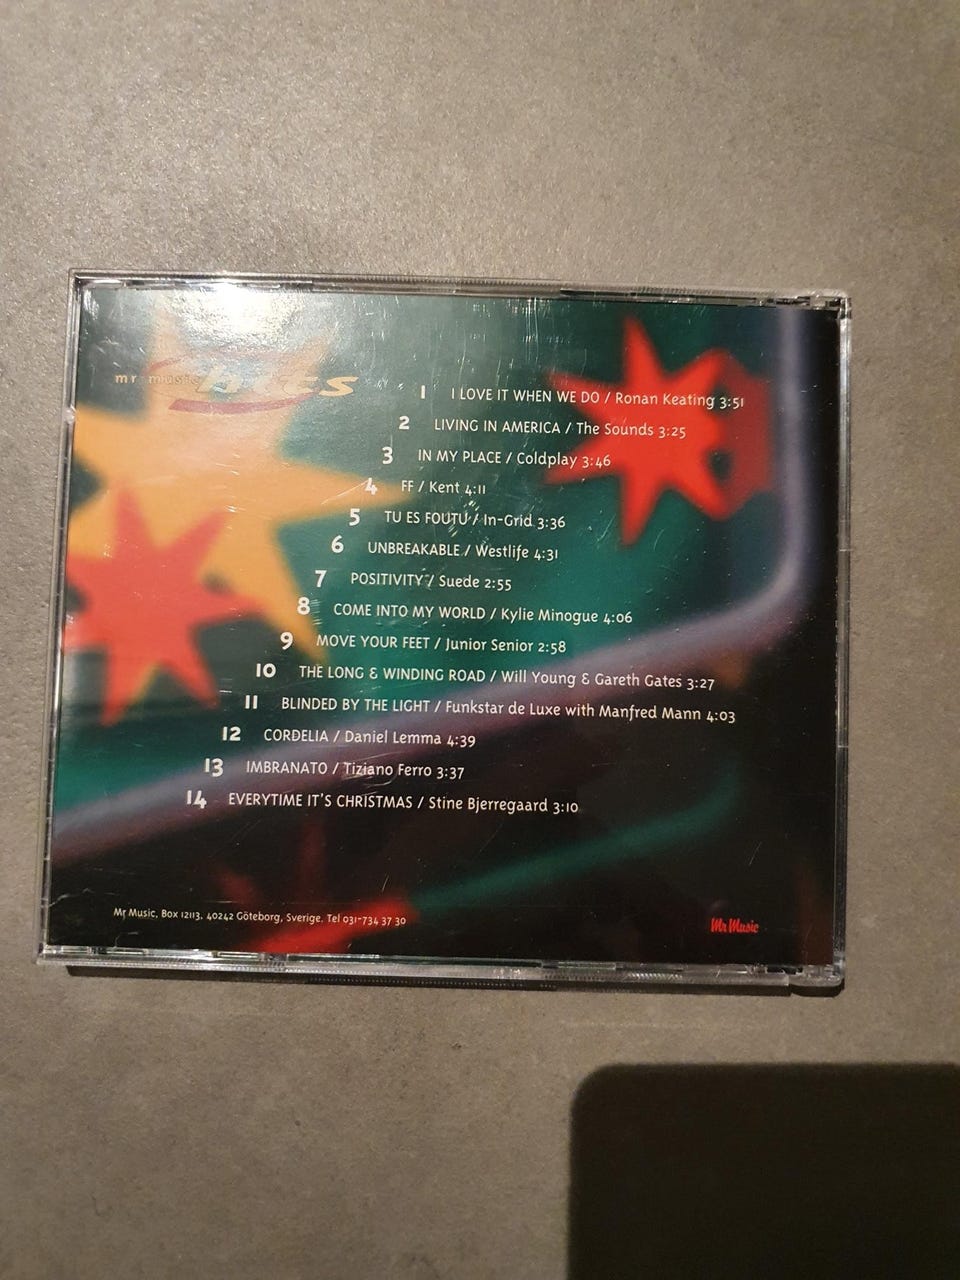 mr music hits
1 I LOVE IT WHEN WE DO / Ronan Keating 3:51
2 LIVING IN AMERICA / The Sounds 3:25
3 IN MY PLACE / Coldplay 3:46
4 FF / Kent 4:11
5 TU ES FOUTU / In-Grid 3:36
6 UNBREAKABLE / Westlife 4:31
7 POSITIVITY / Suede 2:55
8 COME INTO MY WORLD / Kylie Minogue 4:06
9 MOVE YOUR FEET / Junior Senior 2:58
10 THE LONG & WINDING ROAD / Will Young & Gareth Gates 3:27
11 BLINDED BY THE LIGHT / Funkstar de Luxe with Manfred Mann 4:03
12 CORDELIA / Daniel Lemma 4:39
13 IMBRANATO / Tiziano Ferro 3:37
14 EVERYTIME IT'S CHRISTMAS / Stine Bjerregaard 3:10
Mr Music, Box 12113, 40242 Göteborg, Sverige. Tel 031-734 37 30
Mr Music